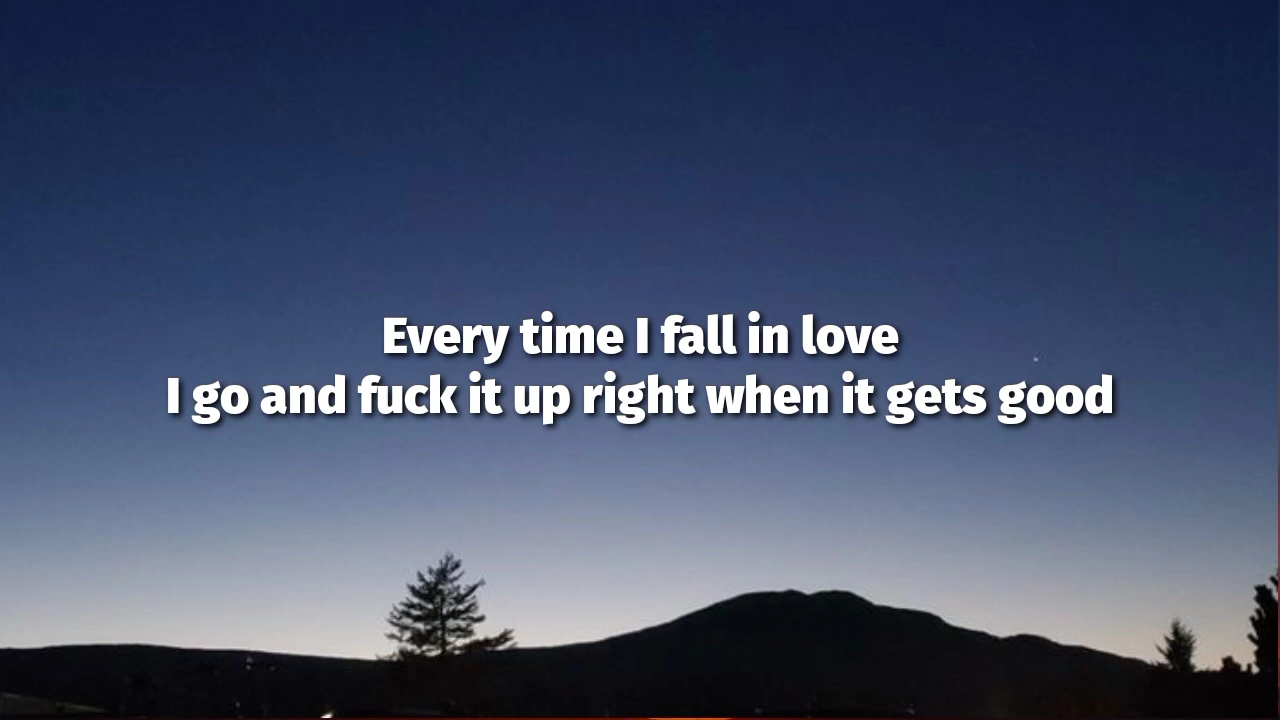 Every time I fall in love
I go and fuck it up right when it gets good